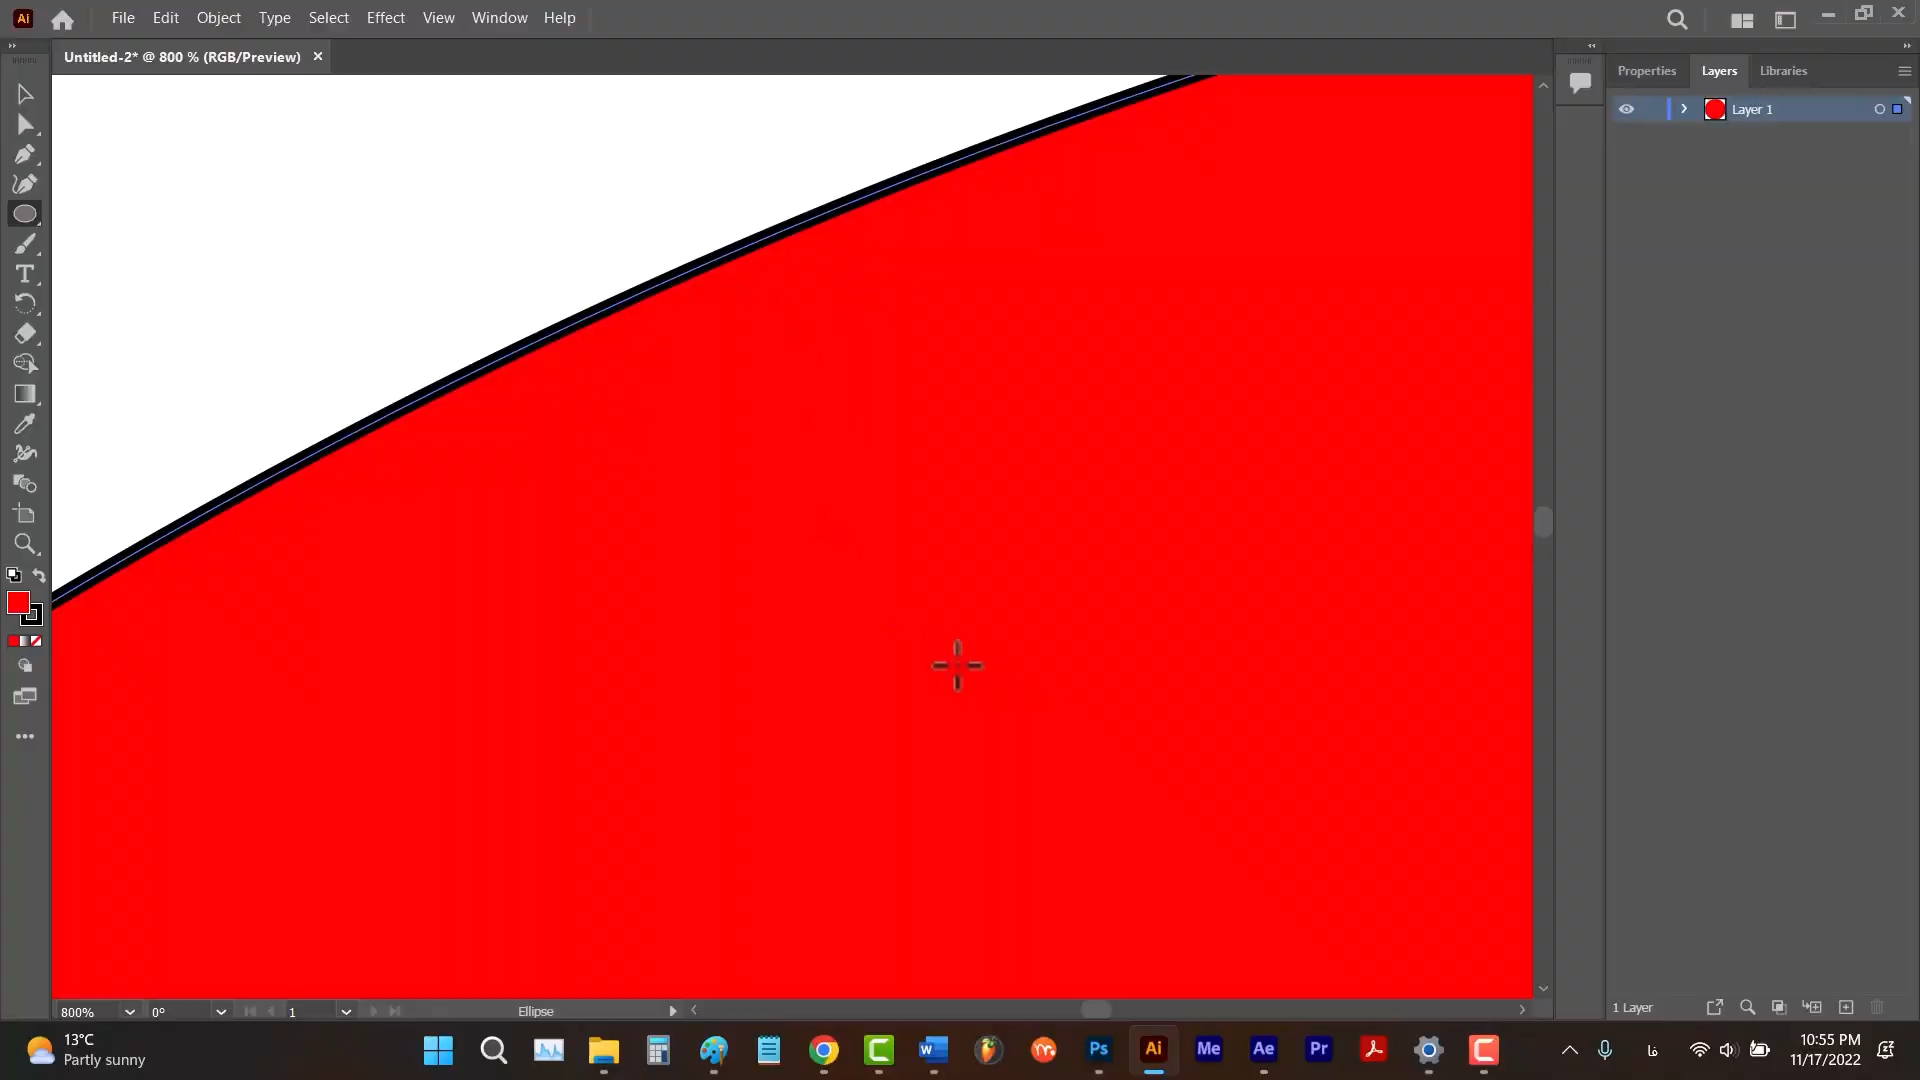 Ai File Edit Object Type Select Effect View Window Help
Untitled-2* @ 800 % (RGB/Preview) ×
Properties Layers Libraries
Layer 1
T
800% 0° 1 Ellipse
1 Layer
13°C
Partly sunny
W Ps Ai Me Ae Pr
فا
10:55 PM
11/17/2022